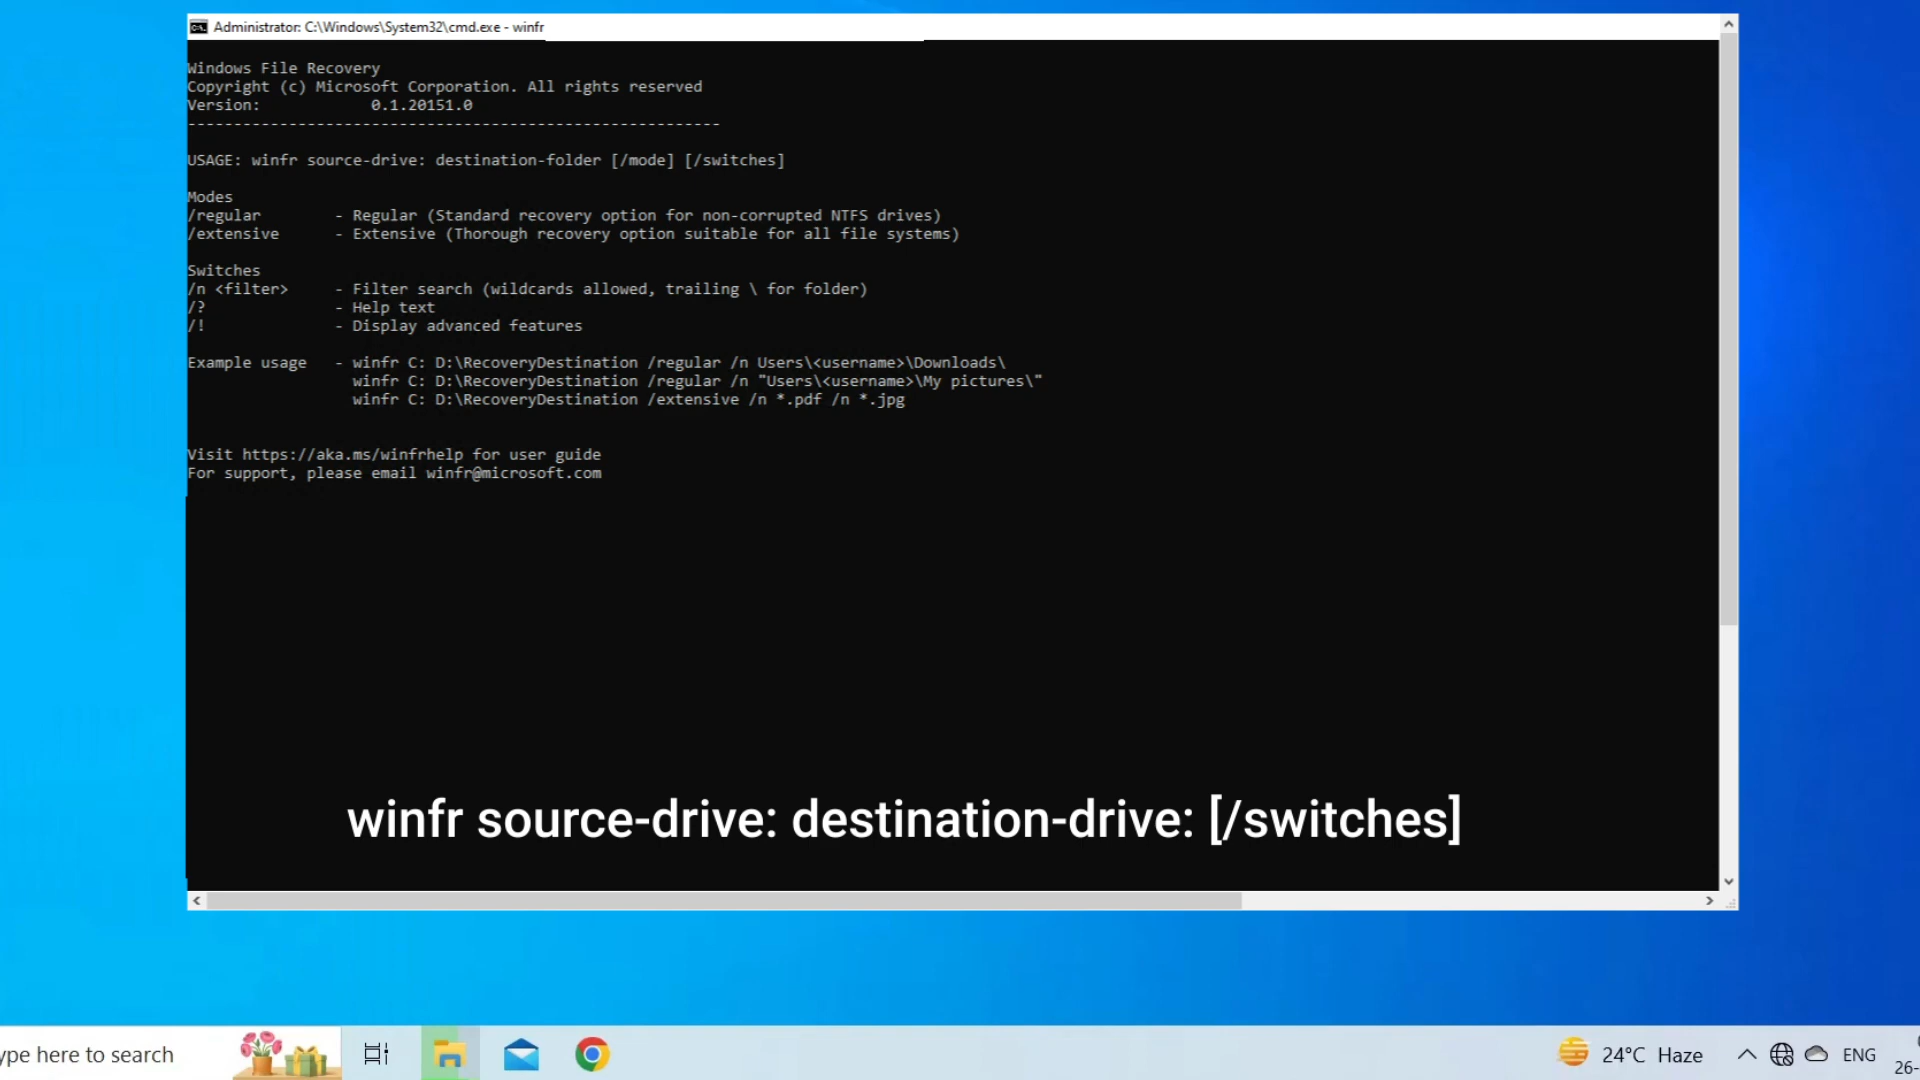 Administrator: C:\Windows\System32\cmd.exe - winfr
Windows File Recovery
Copyright (c) Microsoft Corporation. All rights reserved
Version: 0.1.20151.0
----------------------------------------------------------
USAGE: winfr source-drive: destination-folder [/mode] [/switches]
Modes
/regular - Regular (Standard recovery option for non-corrupted NTFS drives)
/extensive - Extensive (Thorough recovery option suitable for all file systems)
Switches
/n <filter> - Filter search (wildcards allowed, trailing \ for folder)
/? - Help text
/! - Display advanced features
Example usage - winfr C: D:\RecoveryDestination /regular /n Users\<username>\Downloads\
winfr C: D:\RecoveryDestination /regular /n "Users\<username>\My pictures\"
winfr C: D:\RecoveryDestination /extensive /n *.pdf /n *.jpg
Visit https://aka.ms/winfrhelp for user guide
For support, please email winfr@microsoft.com
winfr source-drive: destination-drive: [/switches]
ype here to search
24°C Haze
ENG
26-